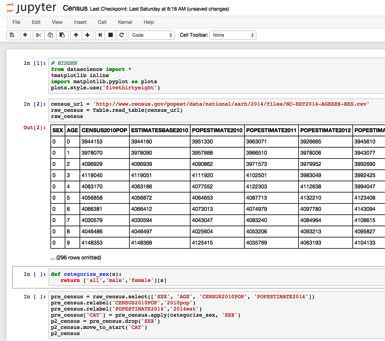 jupyter Census Last Checkpoint: Last Saturday at 8:18 AM (unsaved changes)
File Edit View Insert Cell Kernel Help
Code Cell Toolbar: None
In [1]: # HIDDEN
from datascience import *
%matplotlib inline
import matplotlib.pyplot as plots
plots.style.use('fivethirtyeight')
In [2]: census_url = 'http://www.census.gov/popest/data/national/asrh/2014/files/NC-EST2014-AGESEX-RES.csv'
raw_census = Table.read_table(census_url)
raw_census
Out[2]: SEX AGE CENSUS2010POP ESTIMATESBASE2010 POPESTIMATE2010 POPESTIMATE2011 POPESTIMATE2012 POPESTIMA
0 0 3944153 3944160 3951330 3963071 3926665 3945610
0 1 3978070 3978090 3957888 3966510 3978006 3943077
0 2 4096929 4096939 4090862 3971573 3979952 3992690
0 3 4119040 4119051 4111920 4102501 3983049 3992425
0 4 4063170 4063186 4077552 4122303 4112638 3994047
0 5 4056858 4056872 4064653 4087713 4132210 4123408
0 6 4066381 4066412 4073013 4074979 4097780 4143094
0 7 4030579 4030594 4043047 4083240 4084964 4108615
0 8 4046486 4046497 4025604 4053206 4093213 4095827
0 9 4148353 4148369 4125415 4035769 4063193 4104133
... (296 rows omitted)
In [ ]: def categorize_sex(s):
return ['all','male','female'][s]
In [ ]: pre_census = raw_census.select(['SEX', 'AGE', 'CENSUS2010POP', 'POPESTIMATE2014'])
pre_census.relabel('CENSUS2010POP','2010pop')
pre_census.relabel('POPESTIMATE2014','2014est')
pre_census['CAT'] = pre_census.apply(categorize_sex, 'SEX')
p2_census = pre_census.drop('SEX')
p2_census.move_to_start('CAT')
p2_census